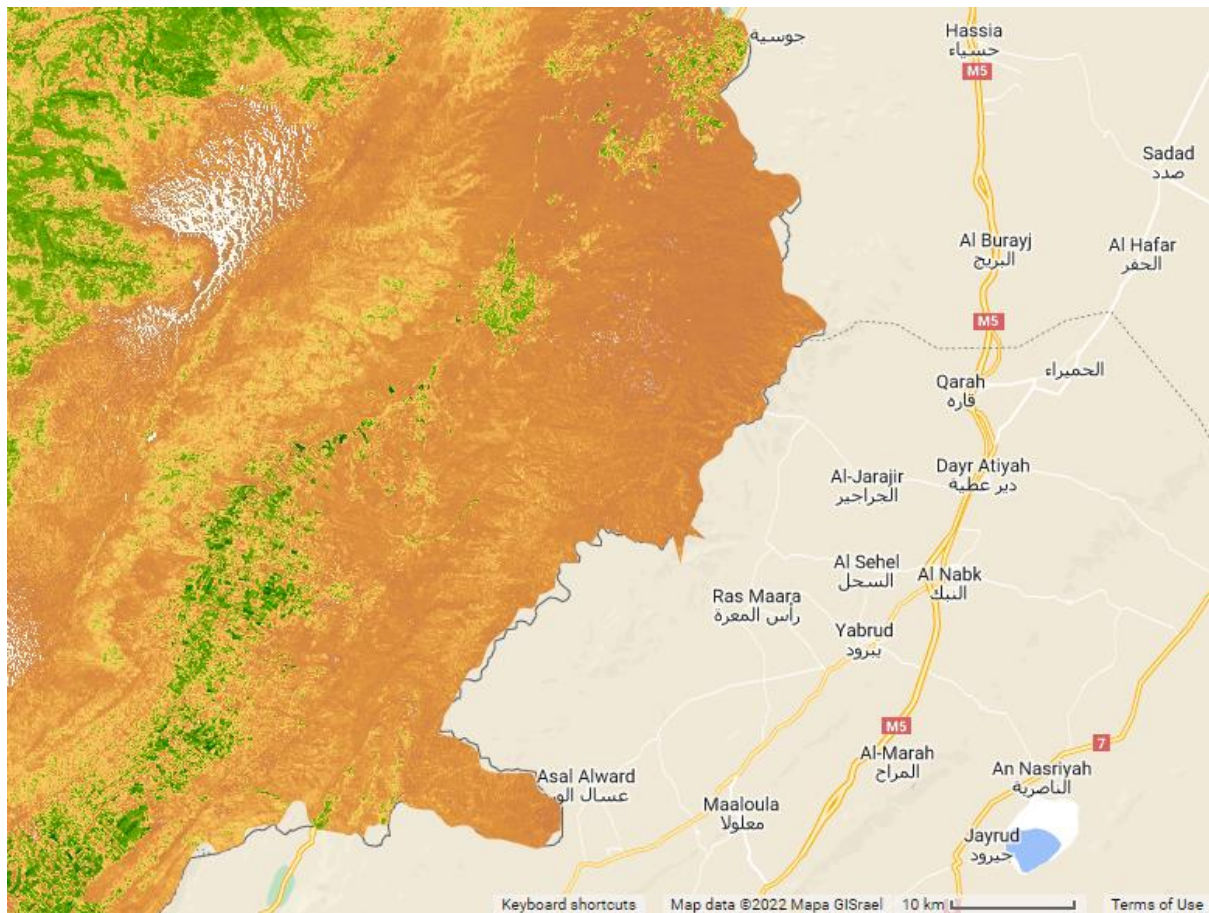 Hassia
حسياء
جوسية
M5
Sadad
صدد
Al Burayj
البريج
Al Hafar
الحفر
M5
الحميراء
Qarah
قاره
Al-Jarajir
الجراجير
Dayr Atiyah
دير عطية
Al Sehel
السحل
Al Nabk
النبك
Ras Maara
رأس المعرة
Yabrud
يبرود
M5
7
Al-Marah
المراح
An Nasriyah
الناصرية
Asal Alward
Maaloula
معلولا
Jayrud
جيرود
Keyboard shortcuts
Map data ©2022 Mapa GISrael
10 km
Terms of Use